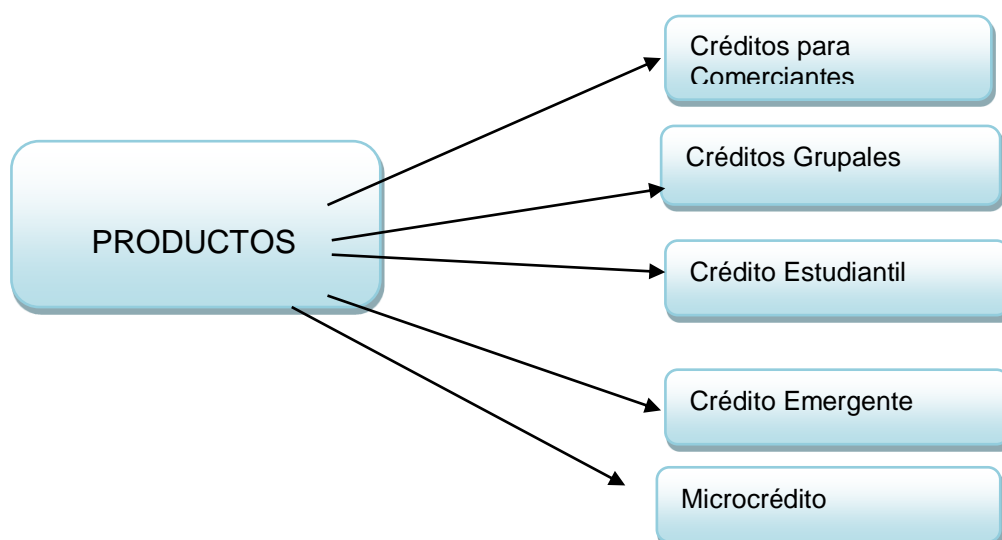 Créditos para
Comerciantes
Créditos Grupales
PRODUCTOS
Crédito Estudiantil
Crédito Emergente
Microcrédito